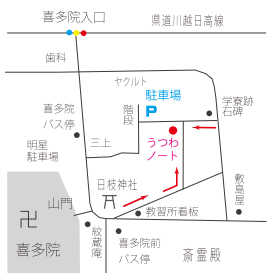 喜多院入口
県道川越日高線
歯科
ヤクルト
駐車場
P
階段
学寮跡
石碑
喜多院
バス停
三上
うつわ
ノート
明星
駐車場
日枝神社
敷島屋
山門
教習所看板
卍
紋蔵庵
喜多院前
バス停
喜多院
斎霊殿